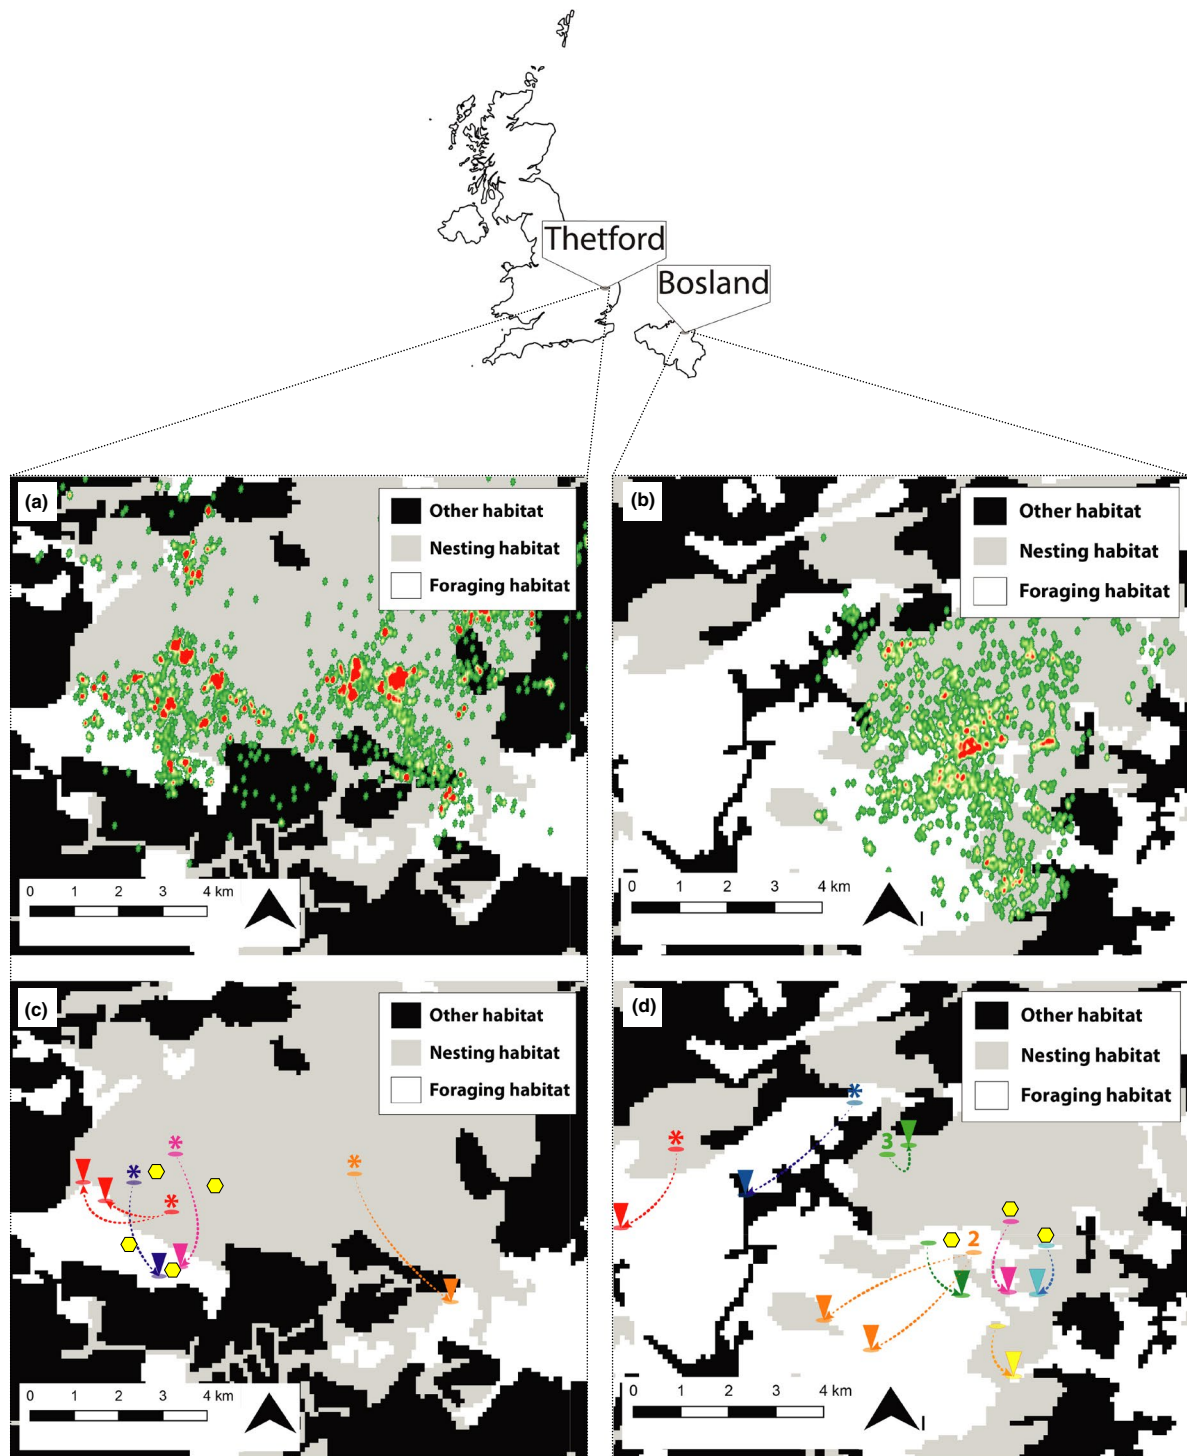 Thetford
Bosland
(a)
Other habitat
Nesting habitat
Foraging habitat
0 1 2 3 4 km
(b)
Other habitat
Nesting habitat
Foraging habitat
0 1 2 3 4 km
(c)
Other habitat
Nesting habitat
Foraging habitat
*
*
*
*
0 1 2 3 4 km
(d)
Other habitat
Nesting habitat
Foraging habitat
*
*
3
2
0 1 2 3 4 km